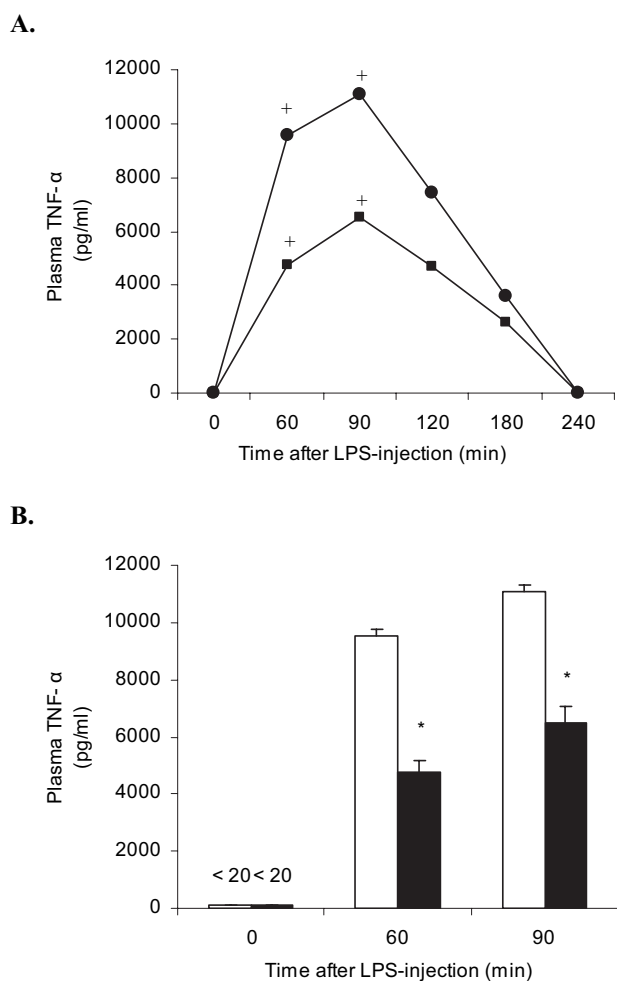 A.
12000
10000
8000
6000
4000
2000
0
Plasma TNF- α
(pg/ml)
+
+
+
+
0 60 90 120 180 240
Time after LPS-injection (min)
B.
12000
10000
8000
6000
4000
2000
0
Plasma TNF- α
(pg/ml)
< 20 < 20
*
*
0 60 90
Time after LPS-injection (min)